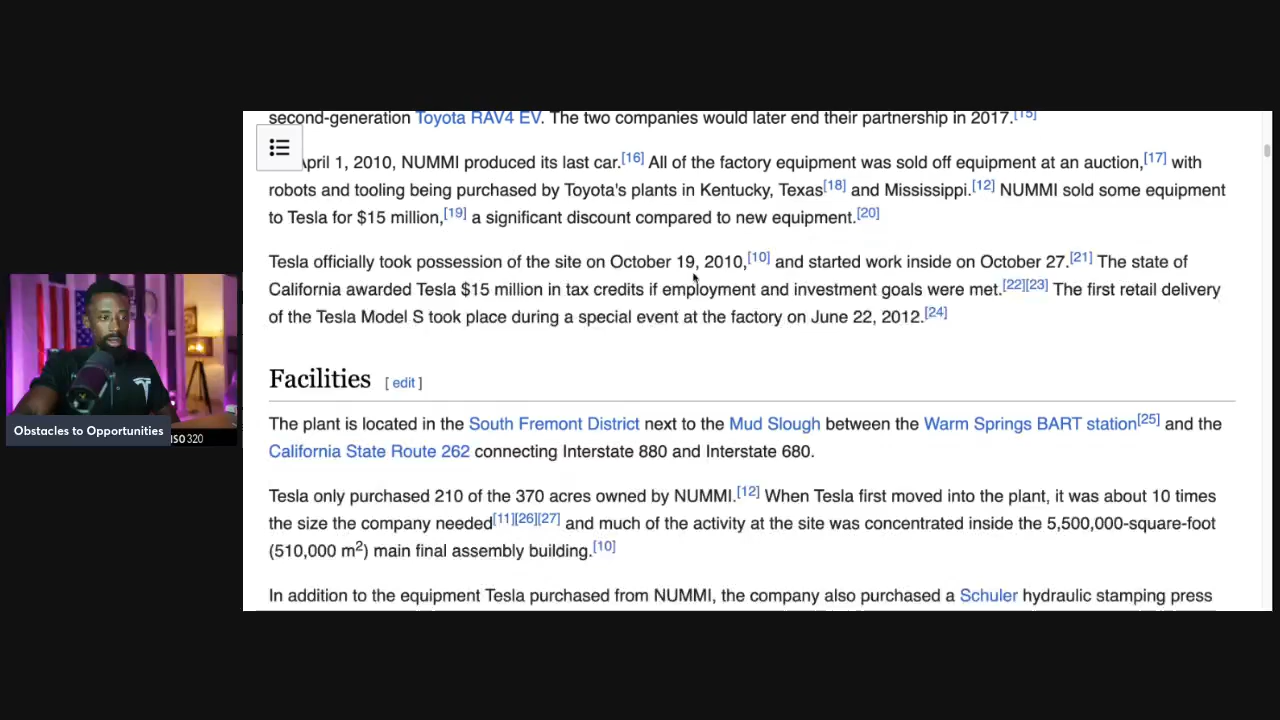 second-generation Toyota RAV4 EV. The two companies would later end their partnership in 2017.[15]
April 1, 2010, NUMMI produced its last car.[16] All of the factory equipment was sold off equipment at an auction,[17] with
robots and tooling being purchased by Toyota's plants in Kentucky, Texas[18] and Mississippi.[12] NUMMI sold some equipment
to Tesla for $15 million,[19] a significant discount compared to new equipment.[20]
Tesla officially took possession of the site on October 19, 2010,[10] and started work inside on October 27.[21] The state of
California awarded Tesla $15 million in tax credits if employment and investment goals were met.[22][23] The first retail delivery
of the Tesla Model S took place during a special event at the factory on June 22, 2012.[24]
Facilities [ edit ]
The plant is located in the South Fremont District next to the Mud Slough between the Warm Springs BART station[25] and the
California State Route 262 connecting Interstate 880 and Interstate 680.
Tesla only purchased 210 of the 370 acres owned by NUMMI.[12] When Tesla first moved into the plant, it was about 10 times
the size the company needed[11][26][27] and much of the activity at the site was concentrated inside the 5,500,000-square-foot
(510,000 m²) main final assembly building.[10]
In addition to the equipment Tesla purchased from NUMMI, the company also purchased a Schuler hydraulic stamping press
Obstacles to Opportunities
ISO 320